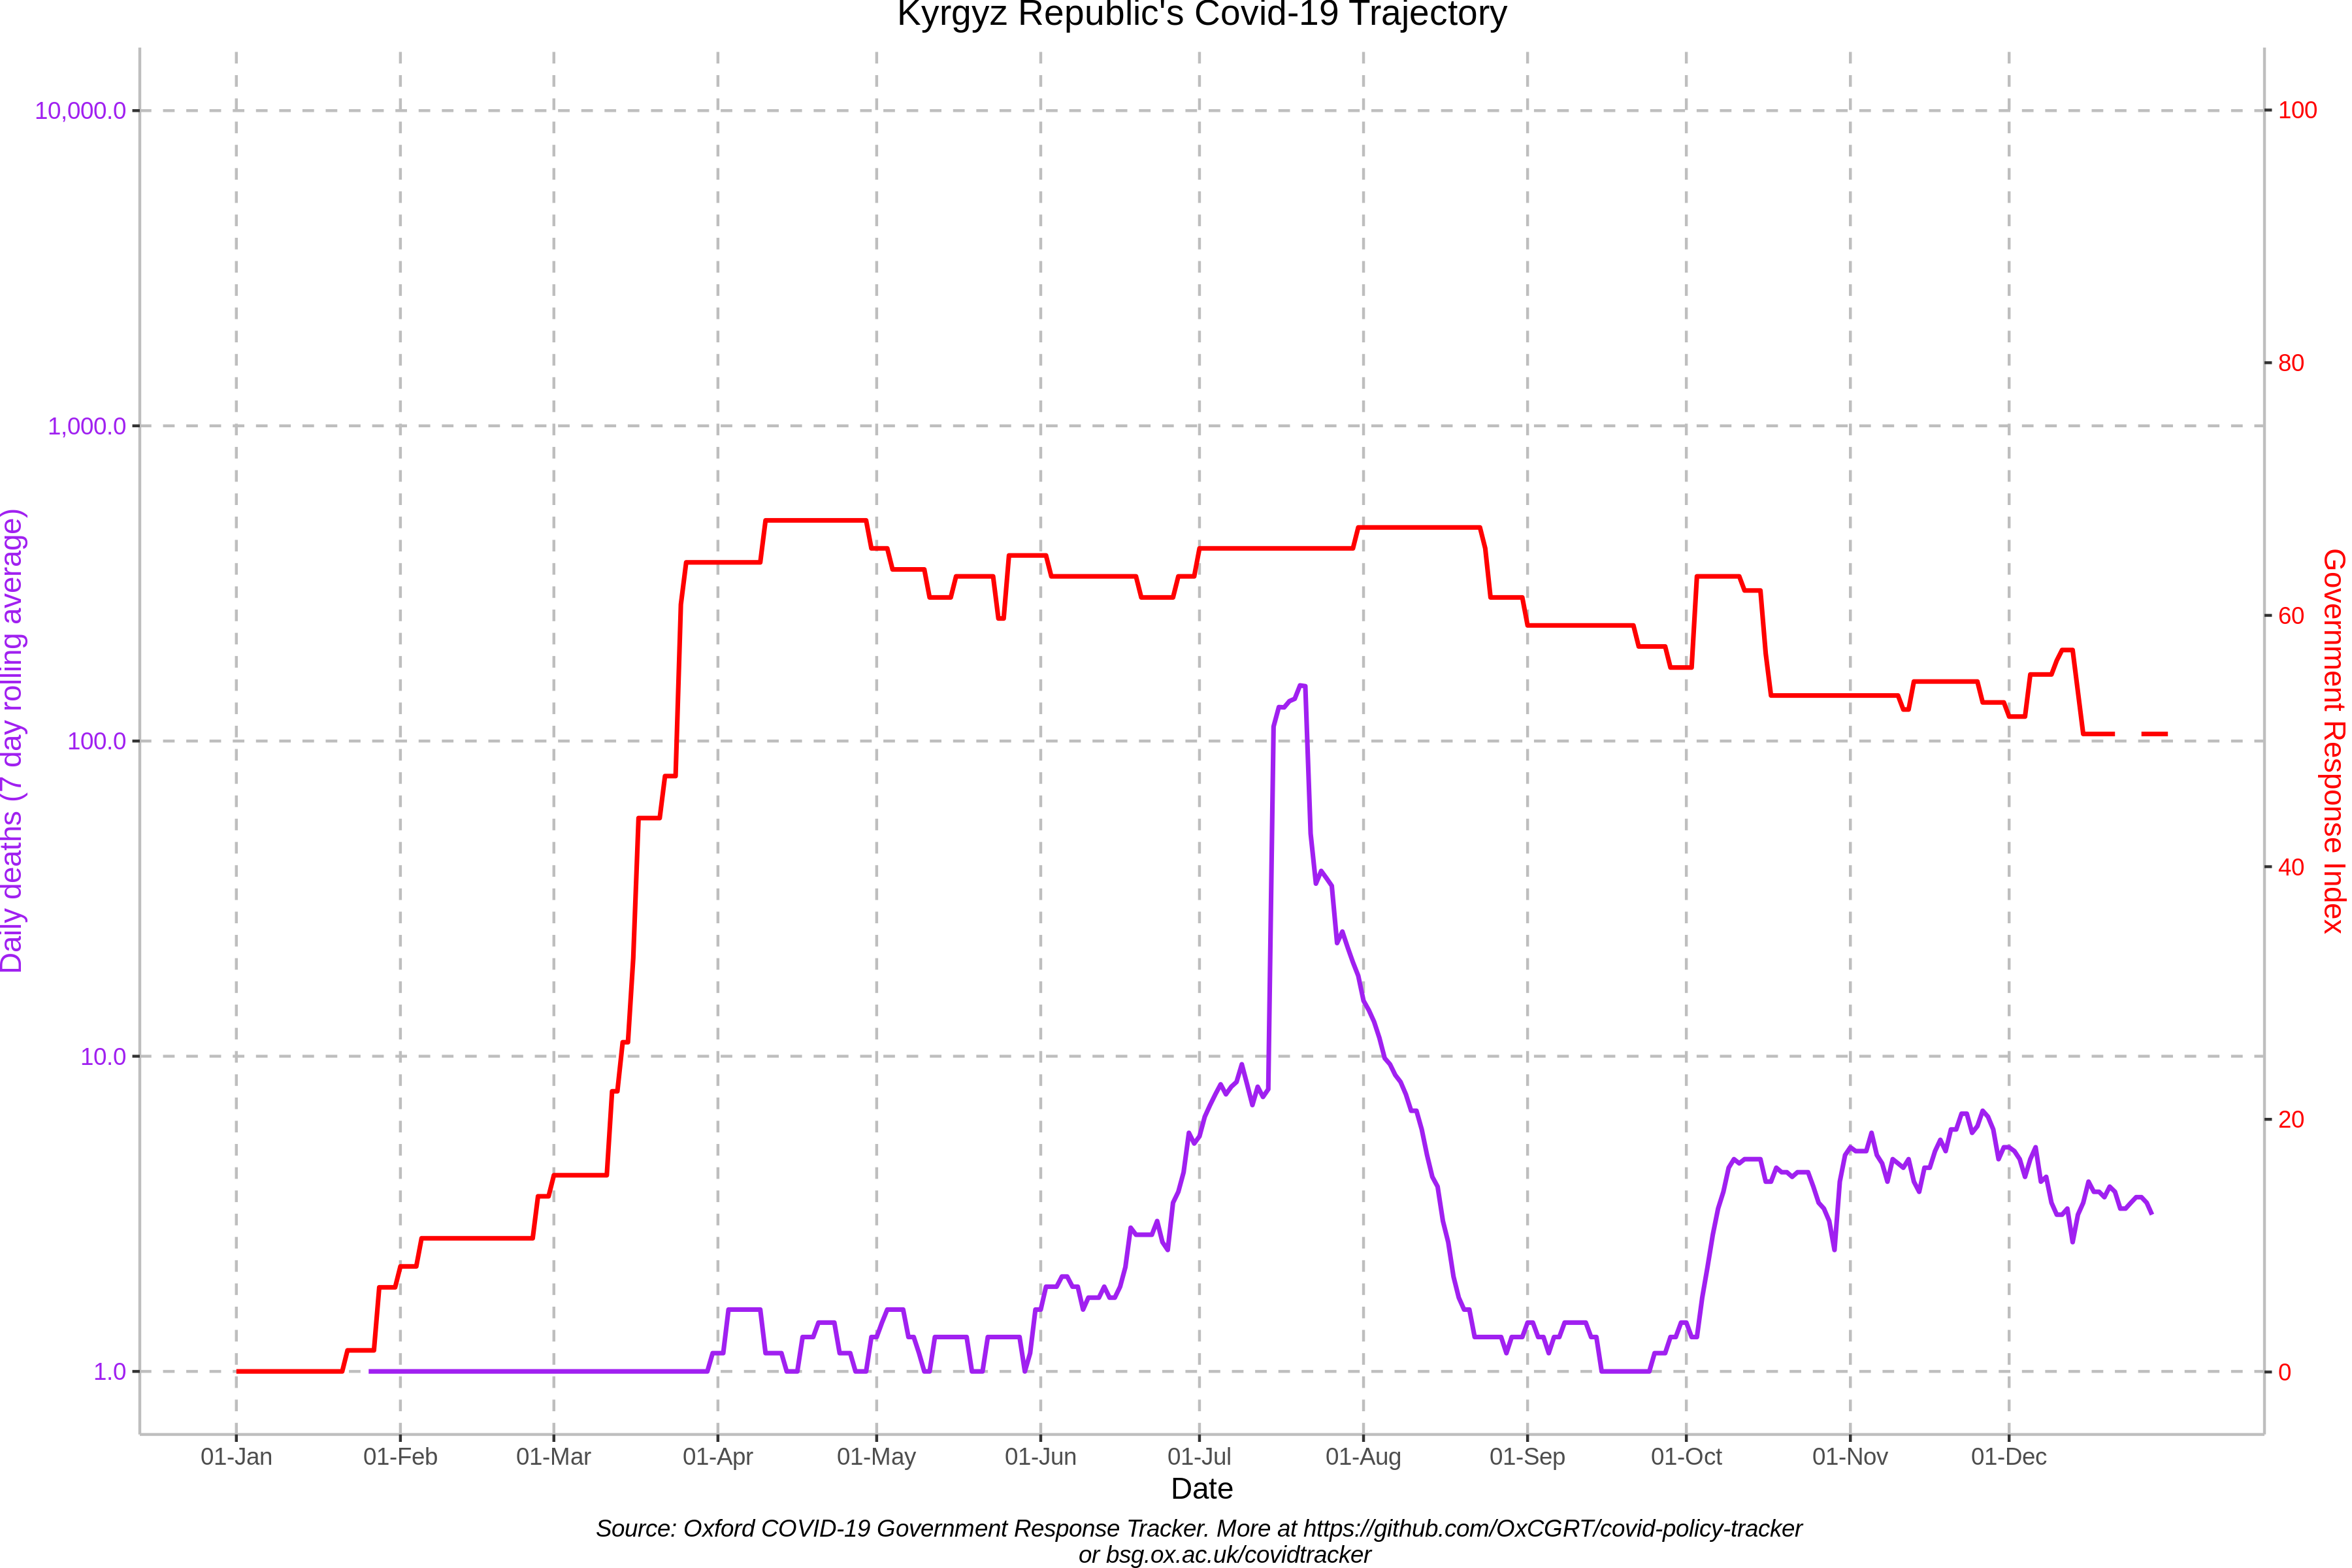 Kyrgyz Republic's Covid-19 Trajectory
10,000.0
1,000.0
100.0
10.0
1.0
Daily deaths (7 day rolling average)
100
80
60
40
20
0
Government Response Index
01-Jan 01-Feb 01-Mar 01-Apr 01-May 01-Jun 01-Jul 01-Aug 01-Sep 01-Oct 01-Nov 01-Dec
Date
Source: Oxford COVID-19 Government Response Tracker. More at https://github.com/OxCGRT/covid-policy-tracker
or bsg.ox.ac.uk/covidtracker